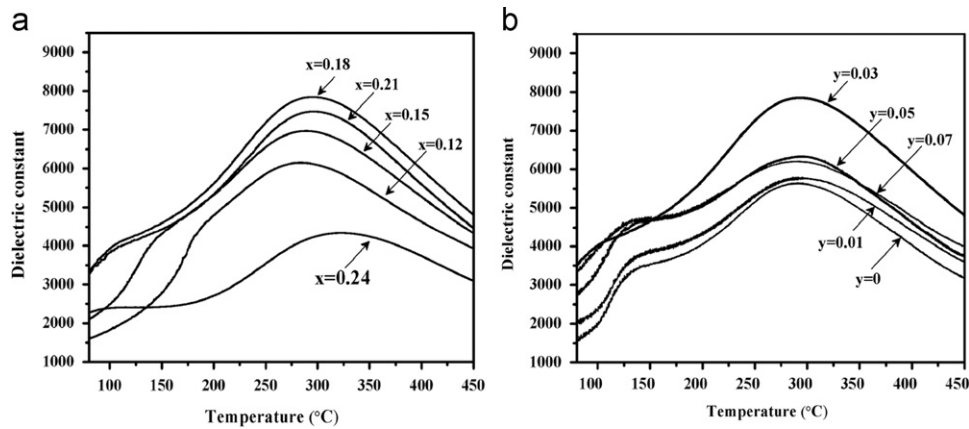 a
9000
8000
7000
6000
5000
4000
3000
2000
1000
Dielectric constant
x=0.18
x=0.21
x=0.15
x=0.12
x=0.24
100 150 200 250 300 350 400 450
Temperature (°C)
b
9000
8000
7000
6000
5000
4000
3000
2000
1000
Dielectric constant
y=0.03
y=0.05
y=0.07
y=0.01
y=0
100 150 200 250 300 350 400 450
Temperature (°C)